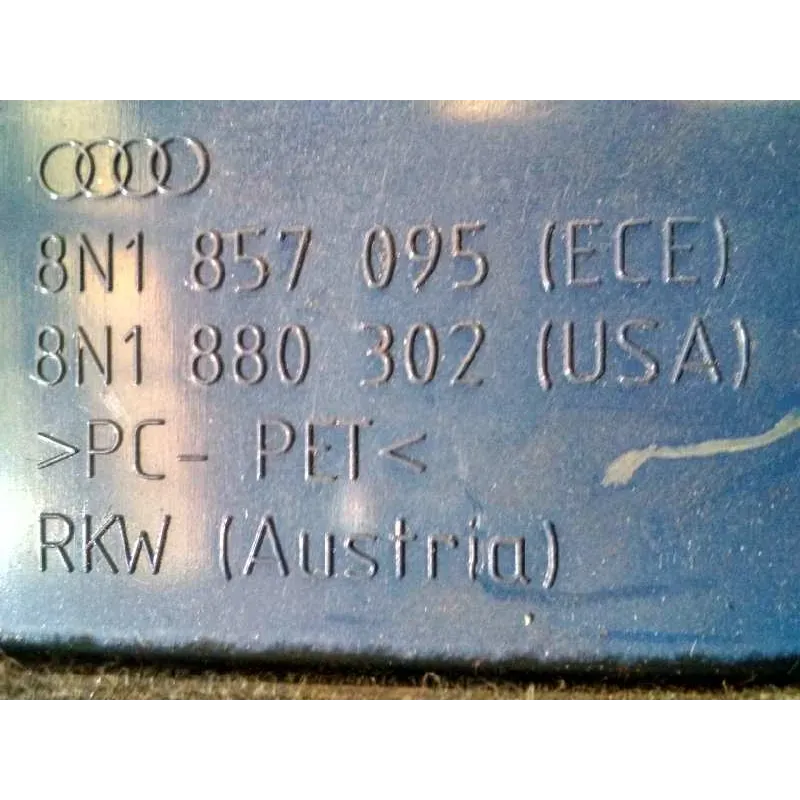 8N1 857 095 (ECE)
8N1 880 302 (USA)
>PC- PET<
RKW (Austria)